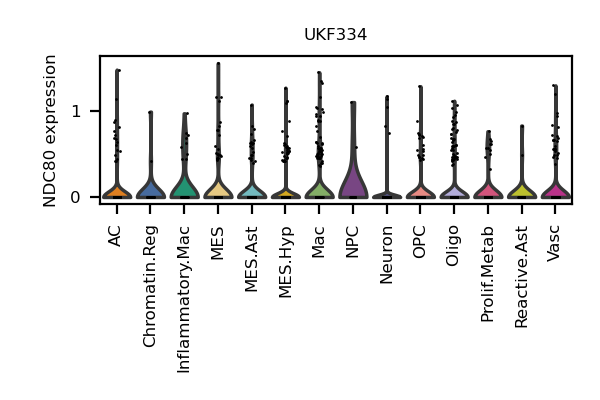 UKF334
NDC80 expression
1
0
AC
Chromatin.Reg
Inflammatory.Mac
MES
MES.Ast
MES.Hyp
Mac
NPC
Neuron
OPC
Oligo
Prolif.Metab
Reactive.Ast
Vasc